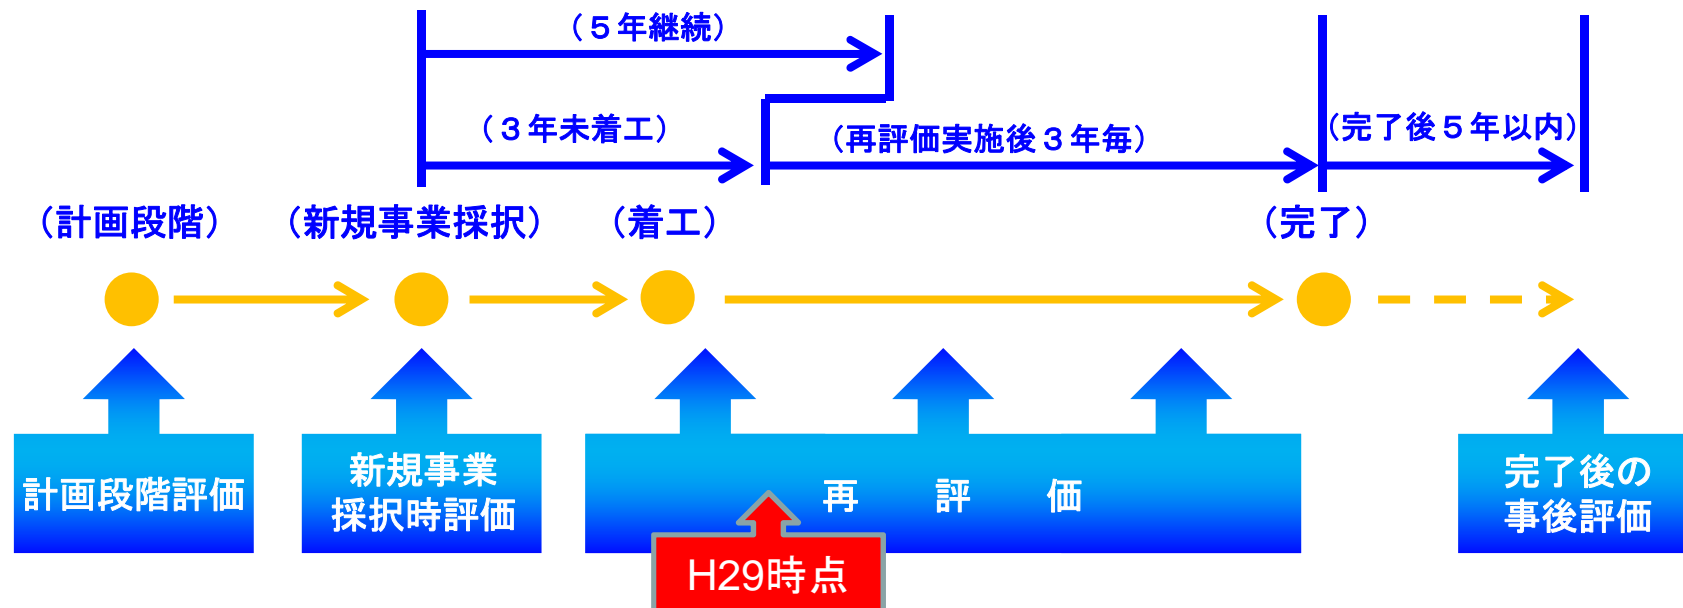 （５年継続）
（３年未着工）
（再評価実施後３年毎）
（完了後５年以内）
（計画段階）
（新規事業採択）
（着工）
（完了）
計画段階評価
新規事業
採択時評価
再　評　価
完了後の
事後評価
H29時点